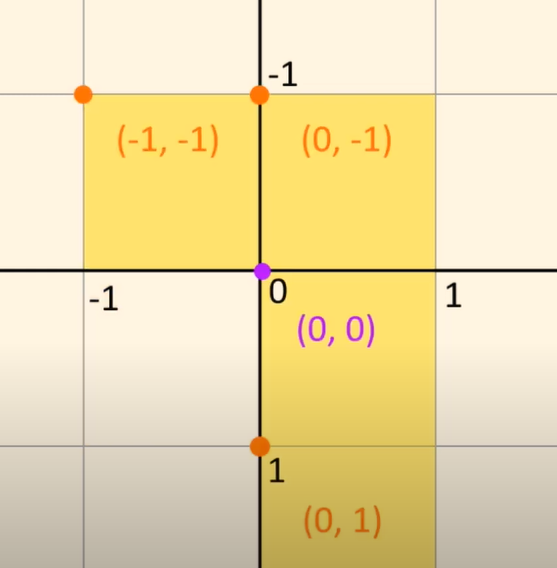 -1
(-1, -1) (0, -1)
-1 0 1
(0, 0)
1
(0, 1)